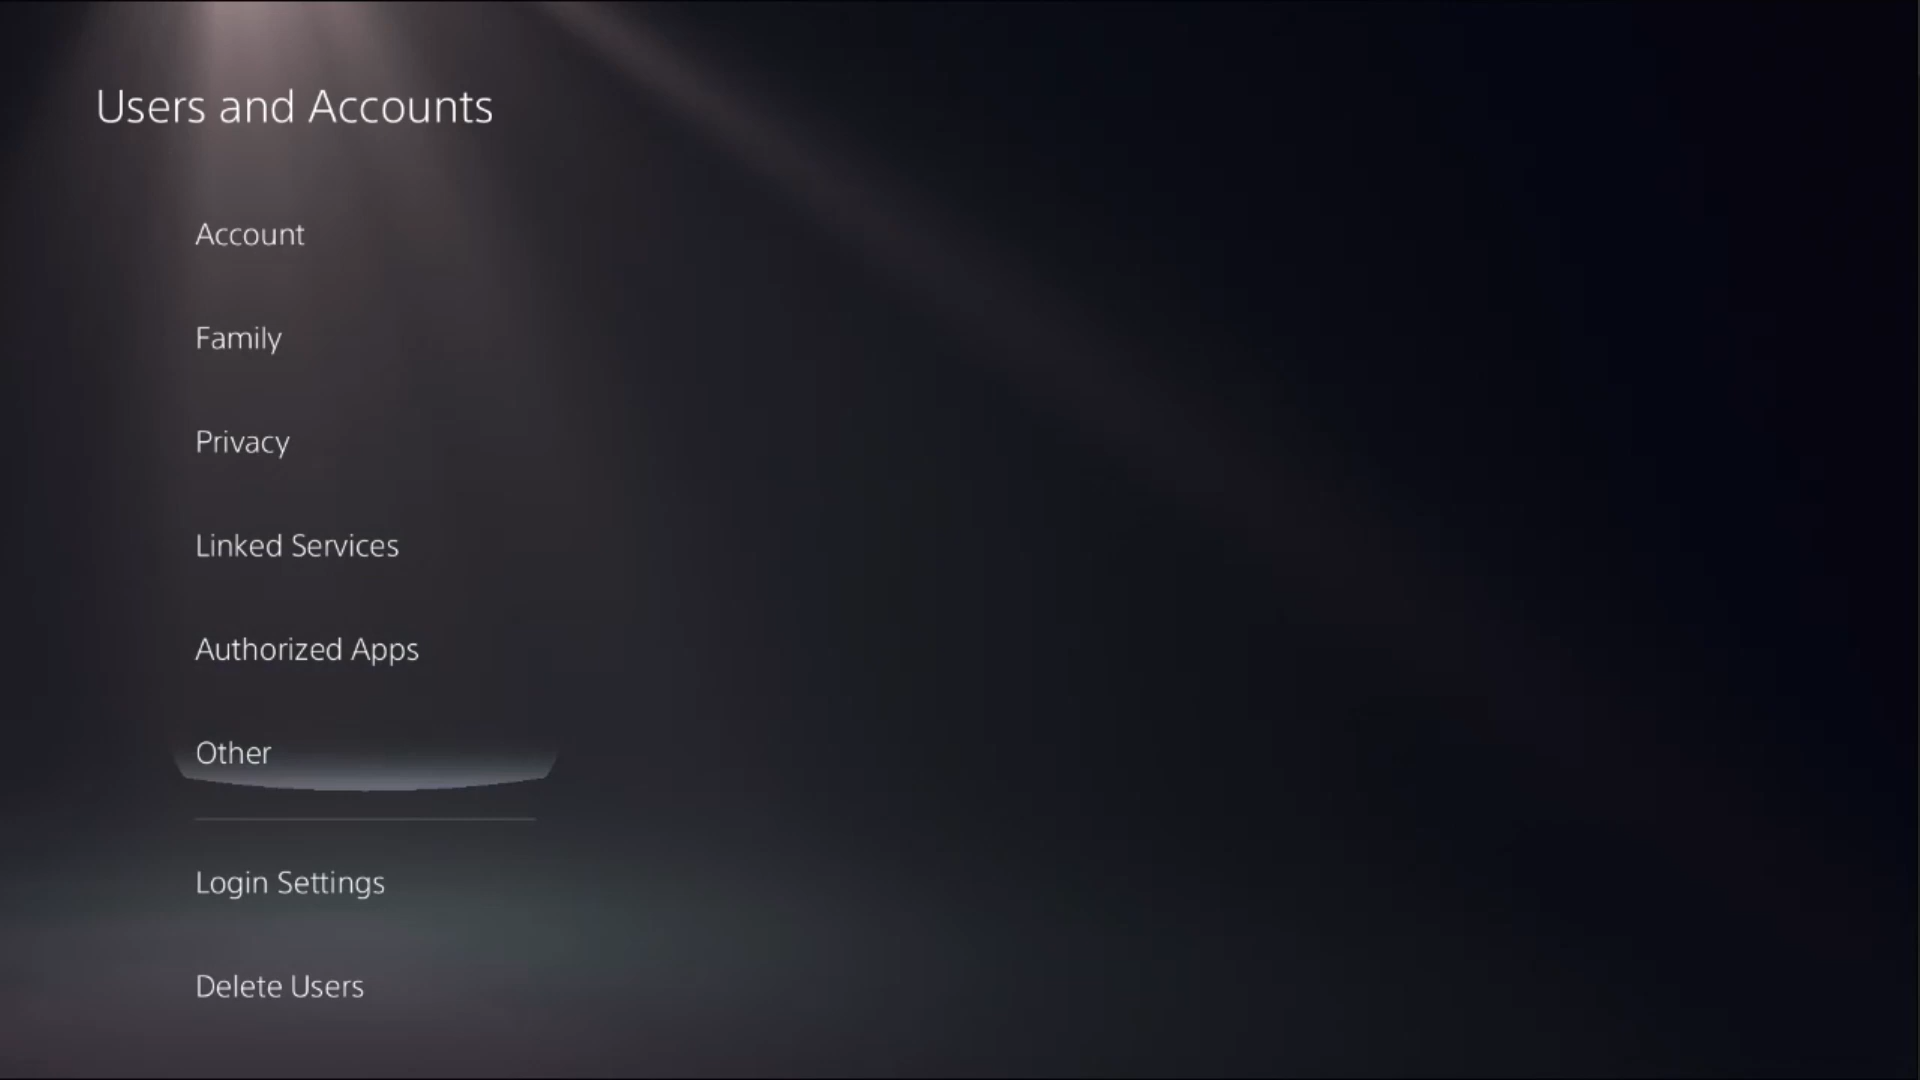 Users and Accounts
Account
Family
Privacy
Linked Services
Authorized Apps
Other
Login Settings
Delete Users